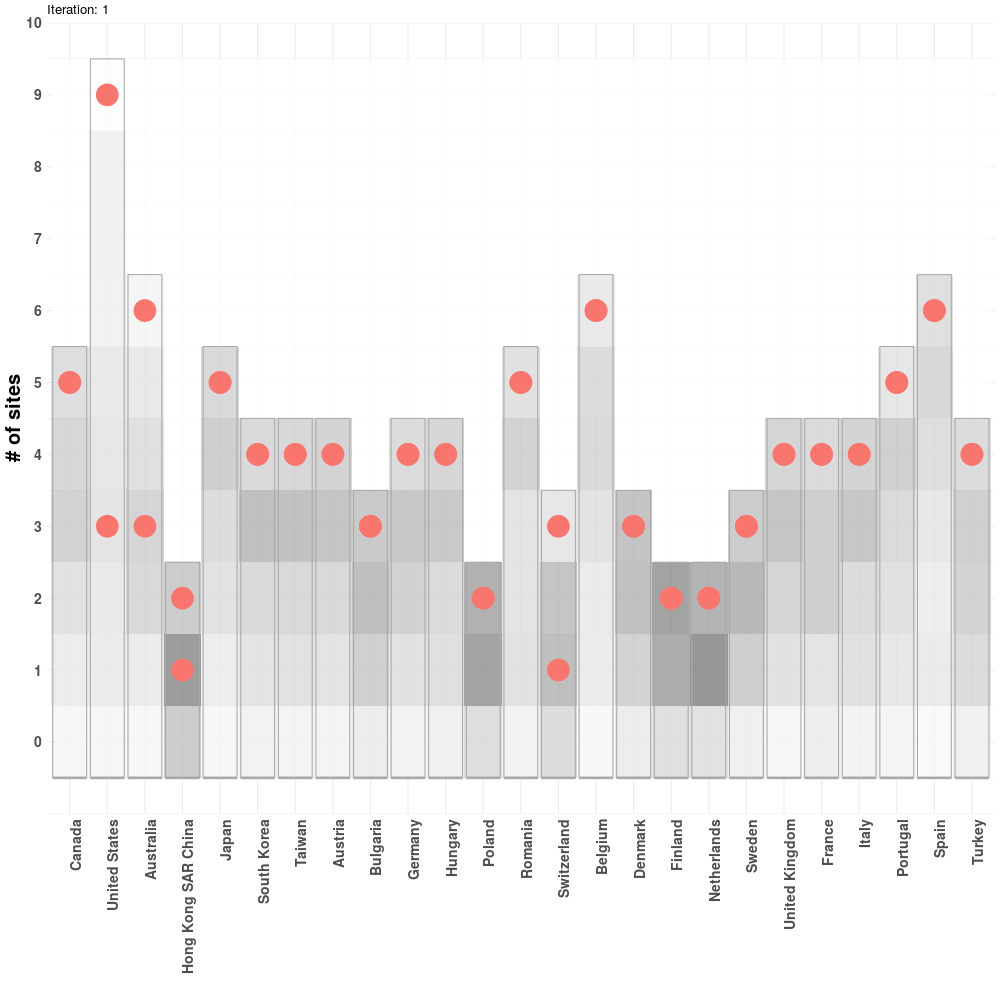 Iteration: 1
10
9
8
7
6
5
4
3
2
1
0
# of sites
Canada
United States
Australia
Hong Kong SAR China
Japan
South Korea
Taiwan
Austria
Bulgaria
Germany
Hungary
Poland
Romania
Switzerland
Belgium
Denmark
Finland
Netherlands
Sweden
United Kingdom
France
Italy
Portugal
Spain
Turkey